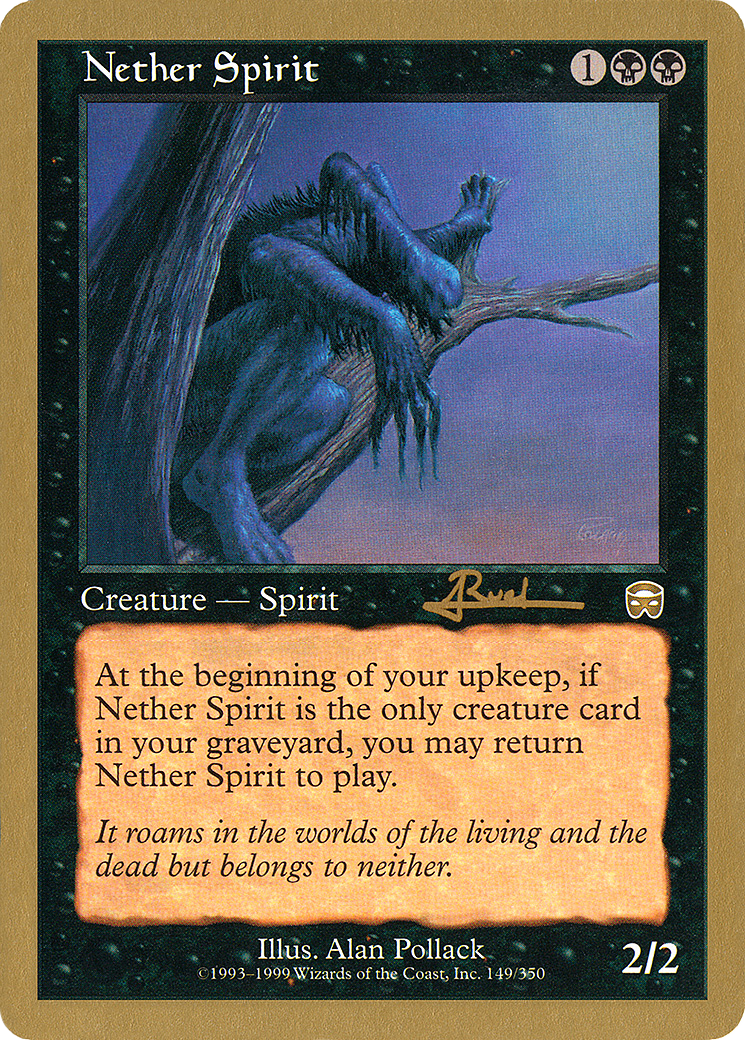 Nether Spirit 1
Creature — Spirit
At the beginning of your upkeep, if
Nether Spirit is the only creature card
in your graveyard, you may return
Nether Spirit to play.
It roams in the worlds of the living and the
dead but belongs to neither.
Illus. Alan Pollack
©1993–1999 Wizards of the Coast, Inc. 149/350
2/2